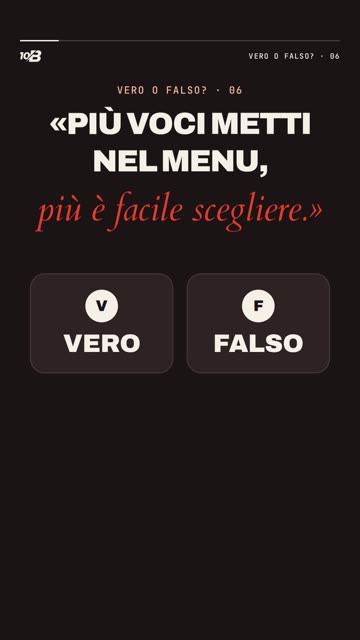 10B
VERO O FALSO? · 06
VERO O FALSO? · 06
«PIÙ VOCI METTI
NEL MENU,
più è facile scegliere.»
V
F
VERO
FALSO